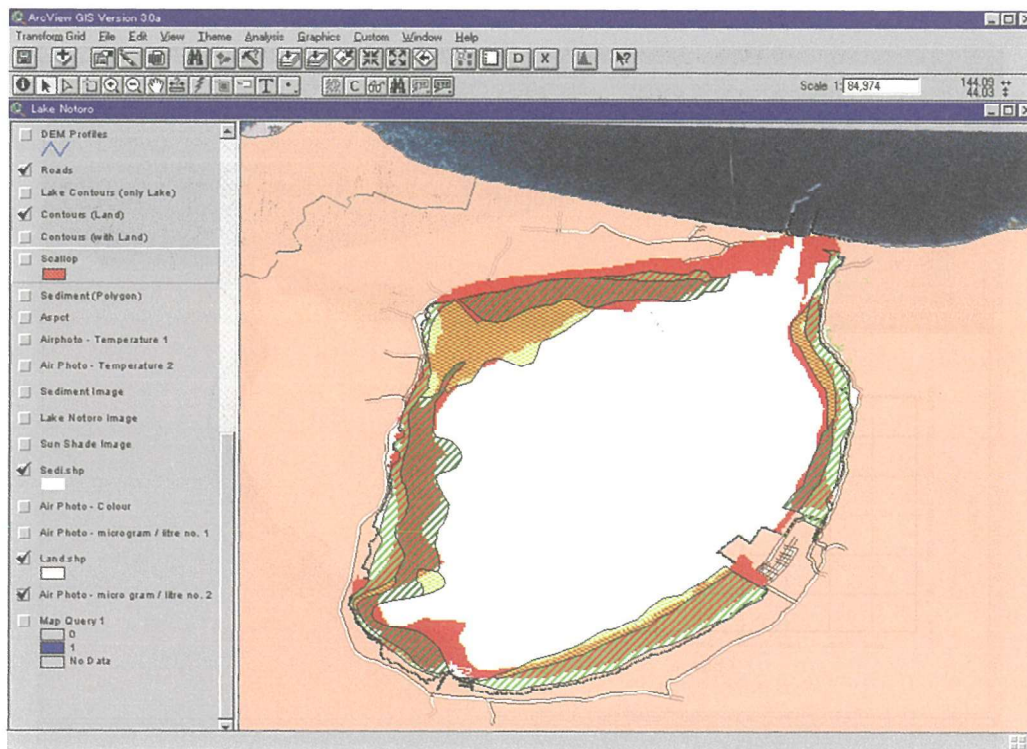 ArcView GIS Version 3.0a
Transform Grid File Edit View Theme Analysis Graphics Custom Window Help
D X
T C Scale 1: 84,974 144.09
44.03
Lake Notoro
DEM Profiles
Roads
Lake Contours (only Lake)
Contours (Land)
Contours (with Land)
Scallop
Sediment (Polygon)
Aspct
Airphoto - Temperature 1
Air Photo - Temperature 2
Sediment Image
Lake Notoro Image
Sun Shade Image
Sedi.shp
Air Photo - Colour
Air Photo - microgram / litre no. 1
Land.shp
Air Photo - micro gram / litre no. 2
Map Query 1
0
1
No Data